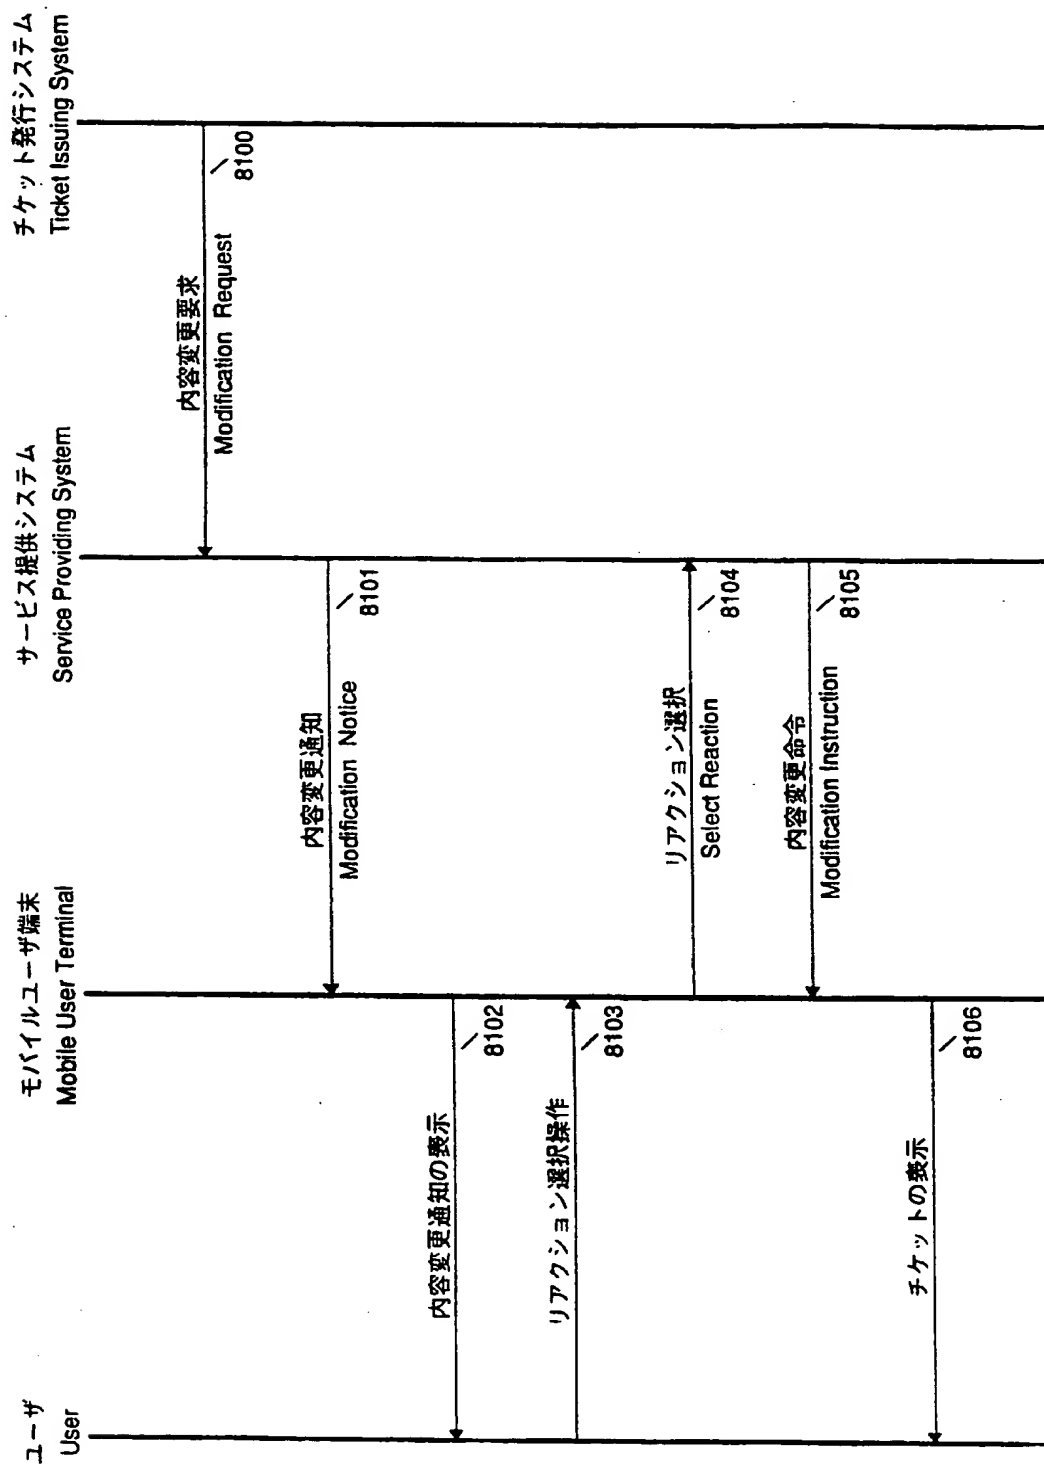 ユーザ
User
モバイルユーザ端末
Mobile User Terminal
サービス提供システム
Service Providing System
チケット発行システム
Ticket Issuing System
内容変更要求
Modification Request
8100
内容変更通知
Modification Notice
8101
内容変更通知の表示
8102
リアクション選択操作
8103
リアクション選択
Select Reaction
8104
内容変更命令
Modification Instruction
8105
チケットの表示
8106